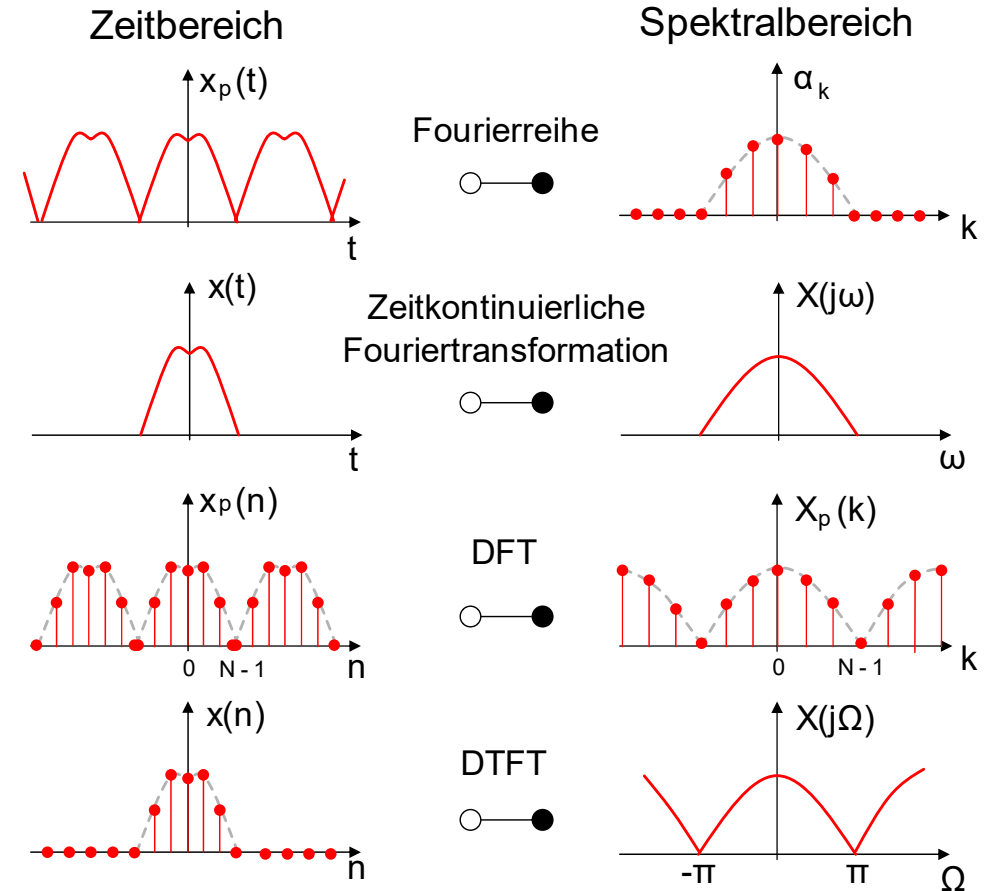 Zeitbereich
Spektralbereich
xₚ(t)
Fourierreihe
αₖ
t
k
x(t)
Zeitkontinuierliche
Fouriertransformation
X(jω)
t
ω
xₚ(n)
DFT
Xₚ(k)
0 N-1 n
0 N-1 k
x(n)
DTFT
X(jΩ)
n
-π π Ω